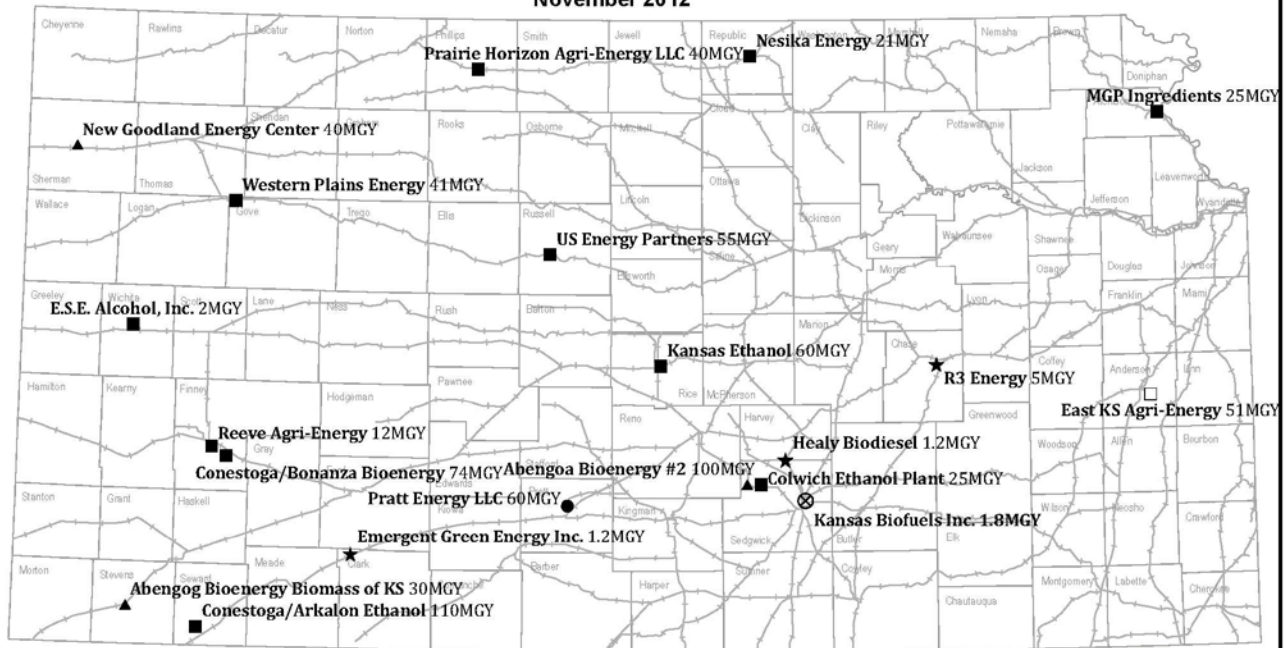 November 2012
Cheyenne
Rawlins
Decatur
Norton
Phillips
Smith
Jewell
Republic
Washington
Marshall
Nemaha
Brown
Doniphan
Prairie Horizon Agri-Energy LLC 40MGY
Nesika Energy 21MGY
MGP Ingredients 25MGY
Sheridan
Cloud
New Goodland Energy Center 40MGY
Rooks
Osborne
Mitchell
Clay
Riley
Pottawatomie
Jackson
Sherman
Thomas
Western Plains Energy 41MGY
Ottawa
Leavenworth
Jefferson
Wyandotte
Wallace
Logan
Gove
Trego
Ellis
Russell
Lincoln
Dickinson
US Energy Partners 55MGY
Saline
Geary
Wabaunsee
Shawnee
Ellsworth
Morris
Osage
Douglas
Johnson
Greeley
Wichita
Scott
Lane
Ness
Rush
Barton
Marion
Lyon
Franklin
Miami
E.S.E. Alcohol, Inc. 2MGY
Kansas Ethanol 60MGY
Chase
Coffey
Anderson
Linn
R3 Energy 5MGY
Hamilton
Kearny
Finney
Hodgeman
Pawnee
Rice
McPherson
East KS Agri-Energy 51MGY
Reno
Harvey
Greenwood
Reeve Agri-Energy 12MGY
Gray
Healy Biodiesel 1.2MGY
Woodson
Allen
Bourbon
Conestoga/Bonanza Bioenergy 74MGY
Stafford
Abengoa Bioenergy #2 100MGY
Colwich Ethanol Plant 25MGY
Edwards
Stanton
Grant
Haskell
Pratt Energy LLC 60MGY
Kiowa
Kingman
Kansas Biofuels Inc. 1.8MGY
Wilson
Neosho
Crawford
Emergent Green Energy Inc. 1.2MGY
Sedgwick
Butler
Elk
Morton
Stevens
Seward
Meade
Clark
Barber
Sumner
Cowley
Abengog Bioenergy Biomass of KS 30MGY
Harper
Montgomery
Labette
Cherokee
Conestoga/Arkalon Ethanol 110MGY
Chautauqua